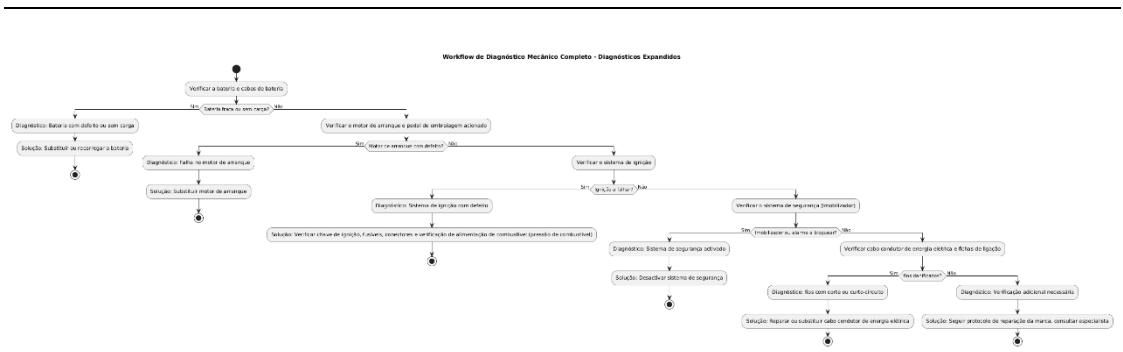 Workflow de Diagnóstico Mecânico Completo - Diagnósticos Expandidos
Verificar a bateria e cabos de bateria
Sim
Bateria fraca ou sem carga?
Não
Diagnóstico: Bateria com defeito ou sem carga
Verificar o motor de arranque e pedal de embraiagem acionado
Solução: Substituir ou recarregar a bateria
Sim
Motor de arranque com defeito?
Não
Diagnóstico: Falha no motor de arranque
Verificar o sistema de ignição
Solução: Substituir motor de arranque
Sim
Ignição a falhar?
Não
Diagnóstico: Sistema de ignição com defeito
Verificar o sistema de segurança (imobilizador)
Solução: Verificar chave de ignição, fusíveis, conectores e verificação de alimentação de combustível (pressão de combustível)
Sim
Imobilizador ou alarme a bloquear?
Não
Diagnóstico: Sistema de segurança activado
Verificar cabo condutor de energia elétrica e fichas de ligação
Solução: Desactivar sistema de segurança
Sim
fios danificados?
Não
Diagnóstico: fios com corte ou curto-circuito
Diagnóstico: Verificação adicional necessária
Solução: Reparar ou substituir cabo condutor de energia elétrica
Solução: Seguir protocolo de reparação da marca, consultar especialista